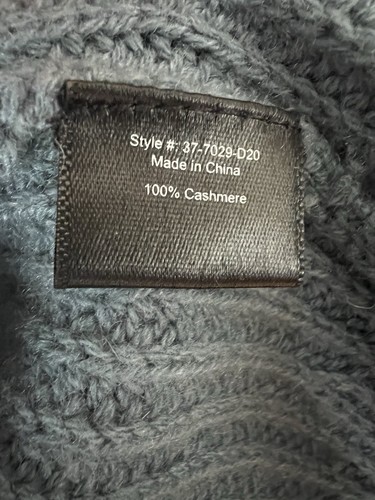 Style #: 37-7029-D20
Made in China
100% Cashmere